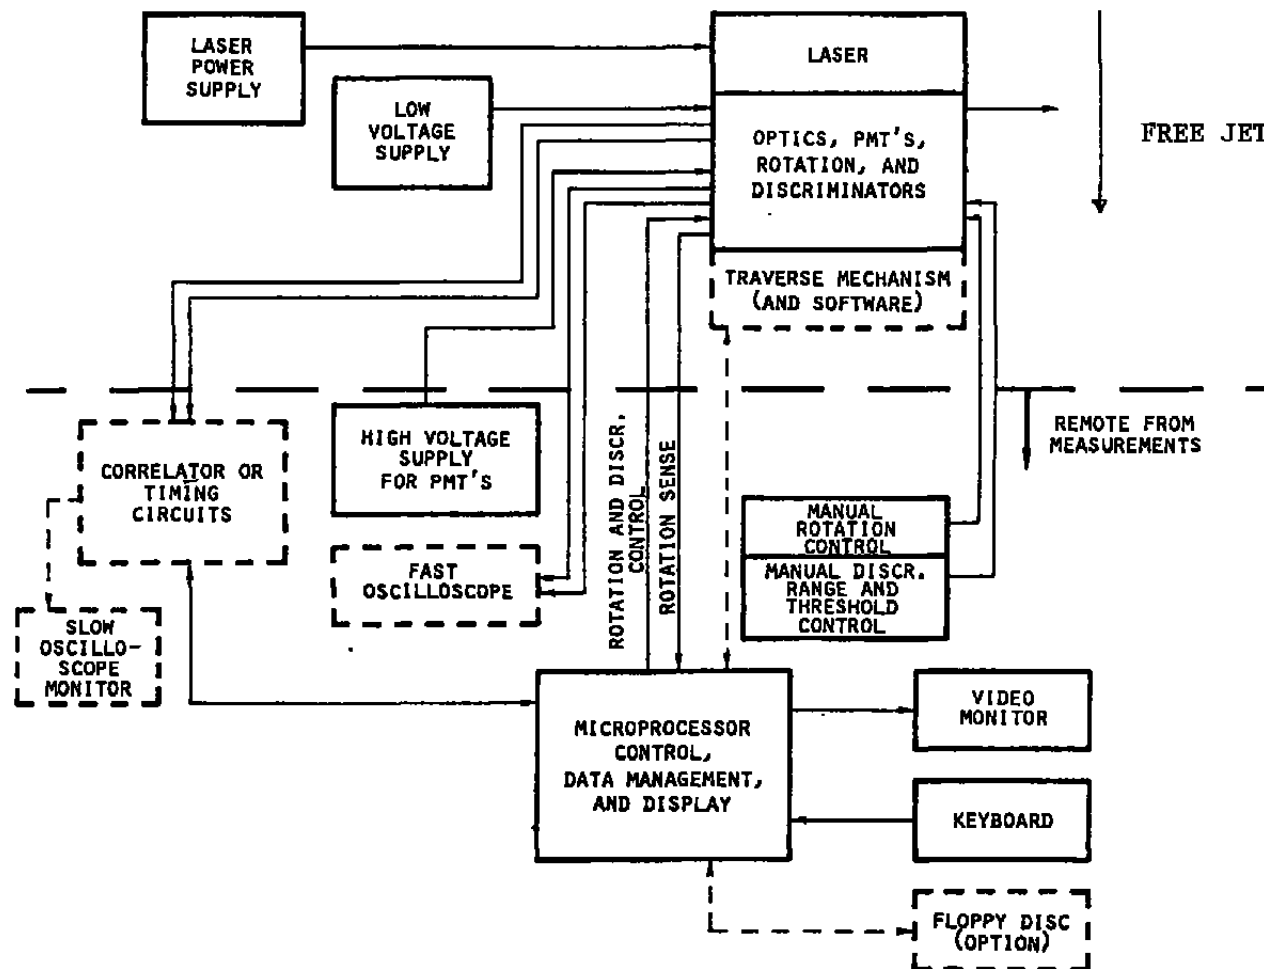 LASER
POWER
SUPPLY
LOW
VOLTAGE
SUPPLY
LASER
OPTICS, PMT'S,
ROTATION, AND
DISCRIMINATORS
FREE JET
TRAVERSE MECHANISM
(AND SOFTWARE)
REMOTE FROM
MEASUREMENTS
CORRELATOR OR
TIMING
CIRCUITS
HIGH VOLTAGE
SUPPLY
FOR PMT'S
ROTATION AND DISCR.
CONTROL
ROTATION SENSE
MANUAL
ROTATION
CONTROL
MANUAL DISCR.
RANGE AND
THRESHOLD
CONTROL
FAST
OSCILLOSCOPE
SLOW
OSCILLO-
SCOPE
MONITOR
MICROPROCESSOR
CONTROL,
DATA MANAGEMENT,
AND DISPLAY
VIDEO
MONITOR
KEYBOARD
FLOPPY DISC
(OPTION)